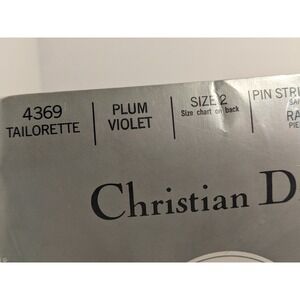 4369
TAILORETTE
PLUM
VIOLET
SIZE 2
Size chart on back
PIN STRI
RA
Christian D